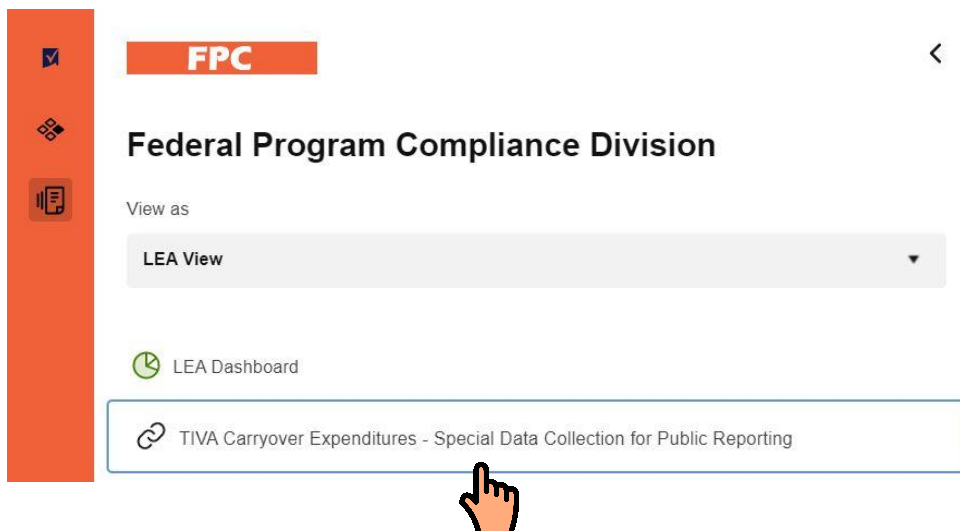 FPC
Federal Program Compliance Division
View as
LEA View
LEA Dashboard
TIVA Carryover Expenditures - Special Data Collection for Public Reporting